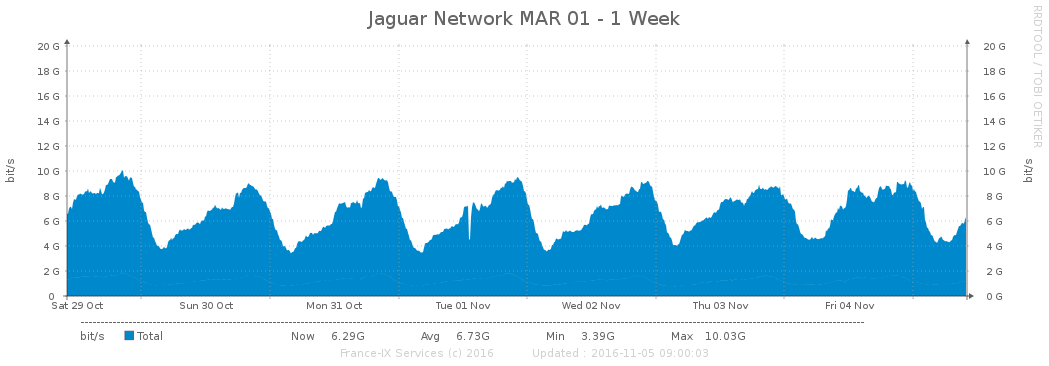 Jaguar Network MAR 01 - 1 Week
RRDTOOL / TOBI OETIKER
bit/s
20 G 20 G
18 G 18 G
16 G 16 G
14 G 14 G
12 G 12 G
10 G 10 G
8 G 8 G
6 G 6 G
4 G 4 G
2 G 2 G
0 0 G
bit/s
Sat 29 Oct Sun 30 Oct Mon 31 Oct Tue 01 Nov Wed 02 Nov Thu 03 Nov Fri 04 Nov
bit/s Total Now 6.29G Avg 6.73G Min 3.39G Max 10.03G
France-IX Services (c) 2016 Updated : 2016-11-05 09:00:03